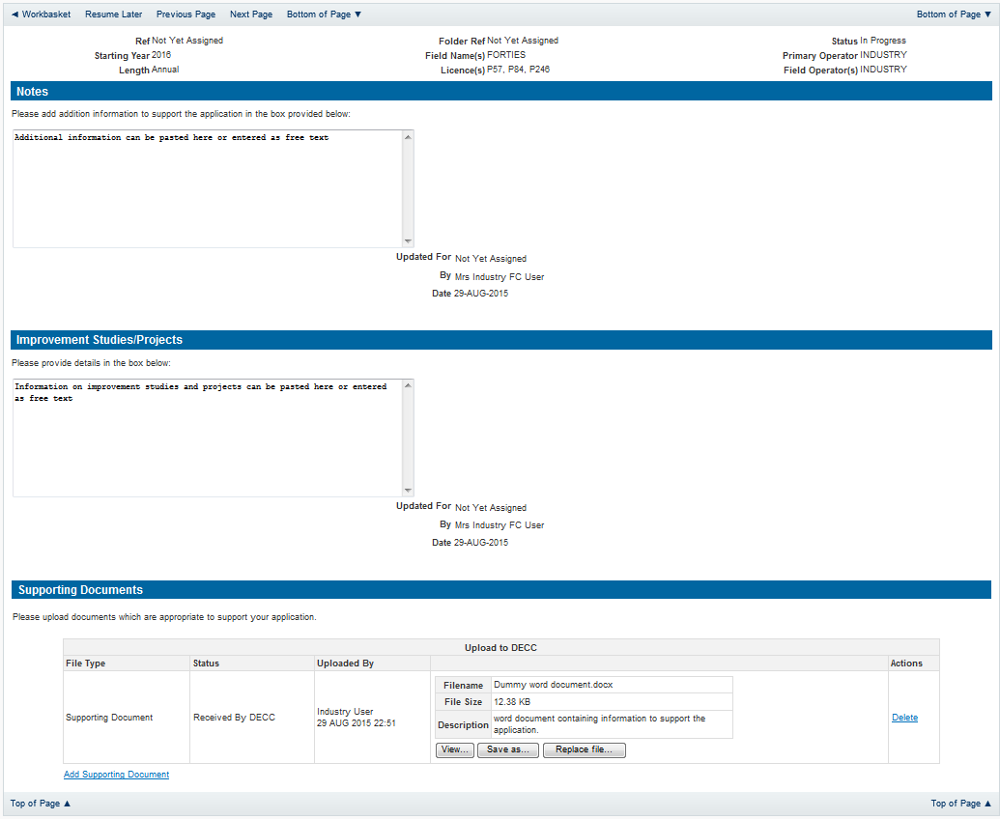 ◄ Workbasket Resume Later Previous Page Next Page Bottom of Page ▼ Bottom of Page ▼
Ref Not Yet Assigned Folder Ref Not Yet Assigned Status In Progress
Starting Year 2016 Field Name(s) FORTIES Primary Operator INDUSTRY
Length Annual Licence(s) P57, P84, P246 Field Operator(s) INDUSTRY
Notes
Please add addition information to support the application in the box provided below:
Additional information can be pasted here or entered as free text
Updated For Not Yet Assigned
By Mrs Industry FC User
Date 29-AUG-2015
Improvement Studies/Projects
Please provide details in the box below:
Information on improvement studies and projects can be pasted here or entered
as free text
Updated For Not Yet Assigned
By Mrs Industry FC User
Date 29-AUG-2015
Supporting Documents
Please upload documents which are appropriate to support your application.
Upload to DECC
File Type Status Uploaded By Actions
Supporting Document Received By DECC Industry User
29 AUG 2015 22:51
Filename Dummy word document.docx
File Size 12.38 KB
Description word document containing information to support the
application.
View... Save as... Replace file...
Delete
Add Supporting Document
Top of Page ▲ Top of Page ▲